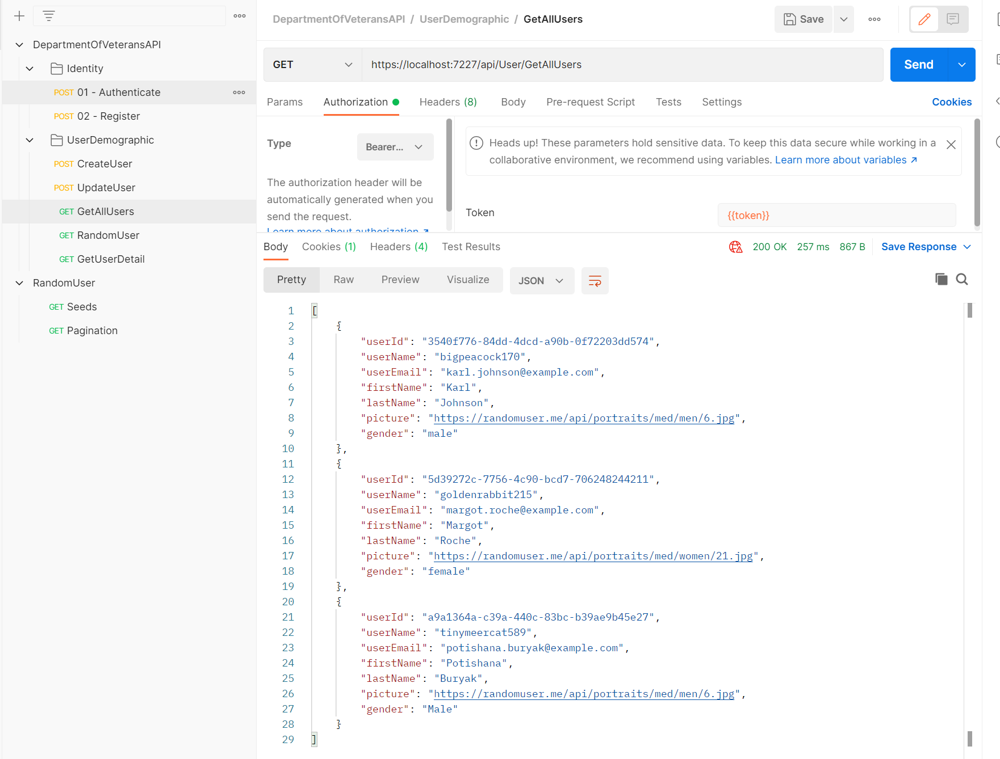 DepartmentOfVeteransAPI
Identity
POST 01 - Authenticate
POST 02 - Register
UserDemographic
POST CreateUser
POST UpdateUser
GET GetAllUsers
GET RandomUser
GET GetUserDetail
RandomUser
GET Seeds
GET Pagination
DepartmentOfVeteransAPI / UserDemographic / GetAllUsers
Save
GET https://localhost:7227/api/User/GetAllUsers
Send
Params Authorization Headers (8) Body Pre-request Script Tests Settings Cookies
Type Bearer...
The authorization header will be
automatically generated when you
send the request.
Learn more about authorization ↗
Heads up! These parameters hold sensitive data. To keep this data secure while working in a
collaborative environment, we recommend using variables. Learn more about variables ↗
Token {{token}}
Body Cookies (1) Headers (4) Test Results 200 OK 257 ms 867 B Save Response
Pretty Raw Preview Visualize JSON
1 [
2 {
3 "userId": "3540f776-84dd-4dcd-a90b-0f72203dd574",
4 "userName": "bigpeacock170",
5 "userEmail": "karl.johnson@example.com",
6 "firstName": "Karl",
7 "lastName": "Johnson",
8 "picture": "https://randomuser.me/api/portraits/med/men/6.jpg",
9 "gender": "male"
10 },
11 {
12 "userId": "5d39272c-7756-4c90-bcd7-706248244211",
13 "userName": "goldenrabbit215",
14 "userEmail": "margot.roche@example.com",
15 "firstName": "Margot",
16 "lastName": "Roche",
17 "picture": "https://randomuser.me/api/portraits/med/women/21.jpg",
18 "gender": "female"
19 },
20 {
21 "userId": "a9a1364a-c39a-440c-83bc-b39ae9b45e27",
22 "userName": "tinymeercat589",
23 "userEmail": "potishana.buryak@example.com",
24 "firstName": "Potishana",
25 "lastName": "Buryak",
26 "picture": "https://randomuser.me/api/portraits/med/men/6.jpg",
27 "gender": "Male"
28 }
29 ]